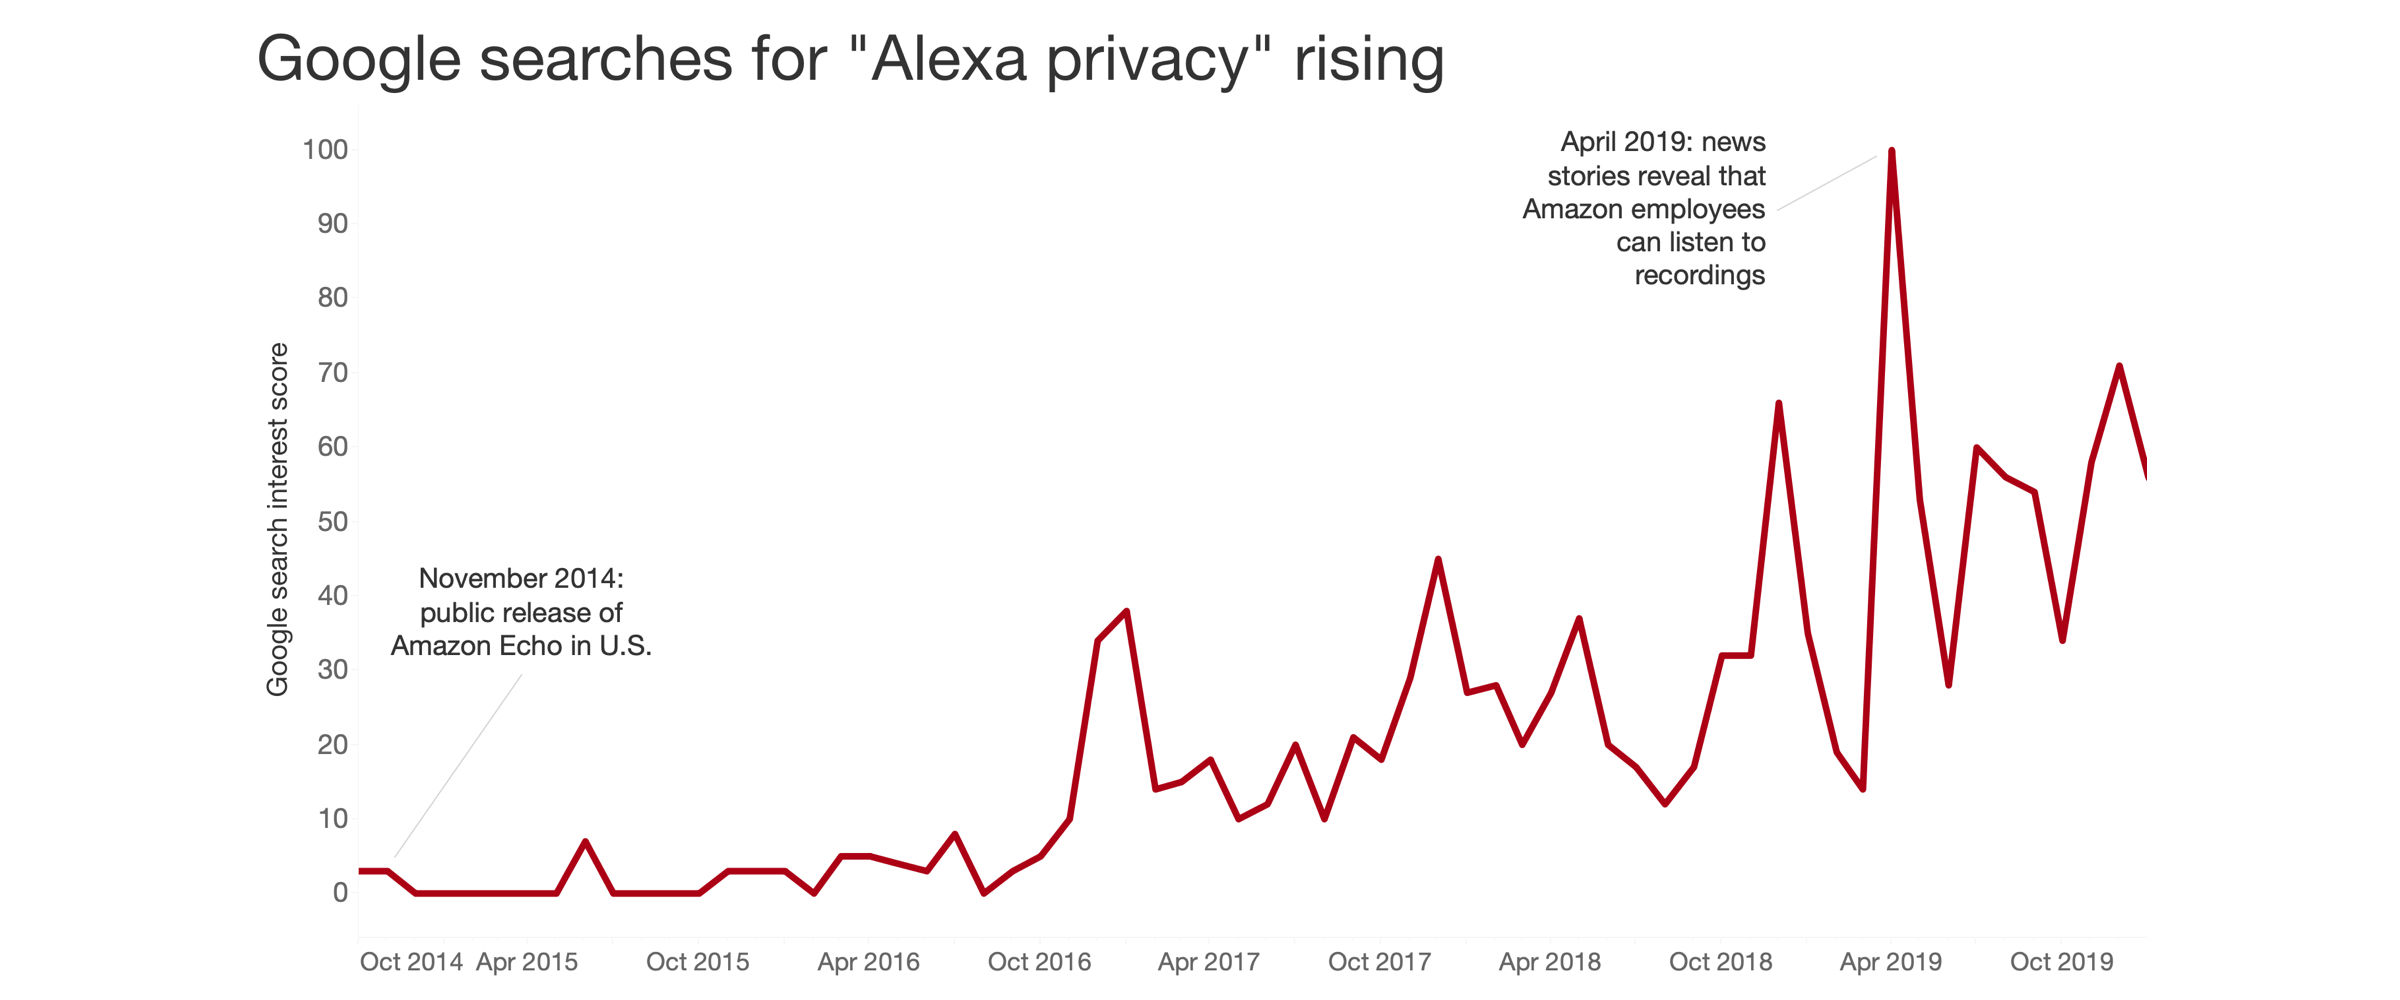 Google searches for "Alexa privacy" rising
Google search interest score
100
90
80
70
60
50
40
30
20
10
0
November 2014:
public release of
Amazon Echo in U.S.
April 2019: news
stories reveal that
Amazon employees
can listen to
recordings
Oct 2014 Apr 2015 Oct 2015 Apr 2016 Oct 2016 Apr 2017 Oct 2017 Apr 2018 Oct 2018 Apr 2019 Oct 2019